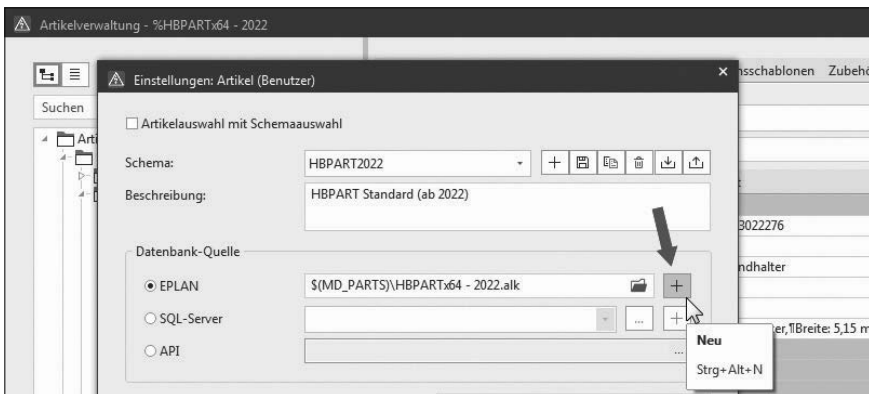 Artikelverwaltung - %HBPARTx64 - 2022
Einstellungen: Artikel (Benutzer)
Suchen
Arti
Artikelauswahl mit Schemaauswahl
Schema:
HBPART2022
Beschreibung:
HBPART Standard (ab 2022)
Datenbank-Quelle
EPLAN
$(MD_PARTS)\HBPARTx64 - 2022.alk
SQL-Server
...
API
...
Neu
Strg+Alt+N
nsschablonen Zubehö
3022276
ndhalter
er,¶Breite: 5,15 m